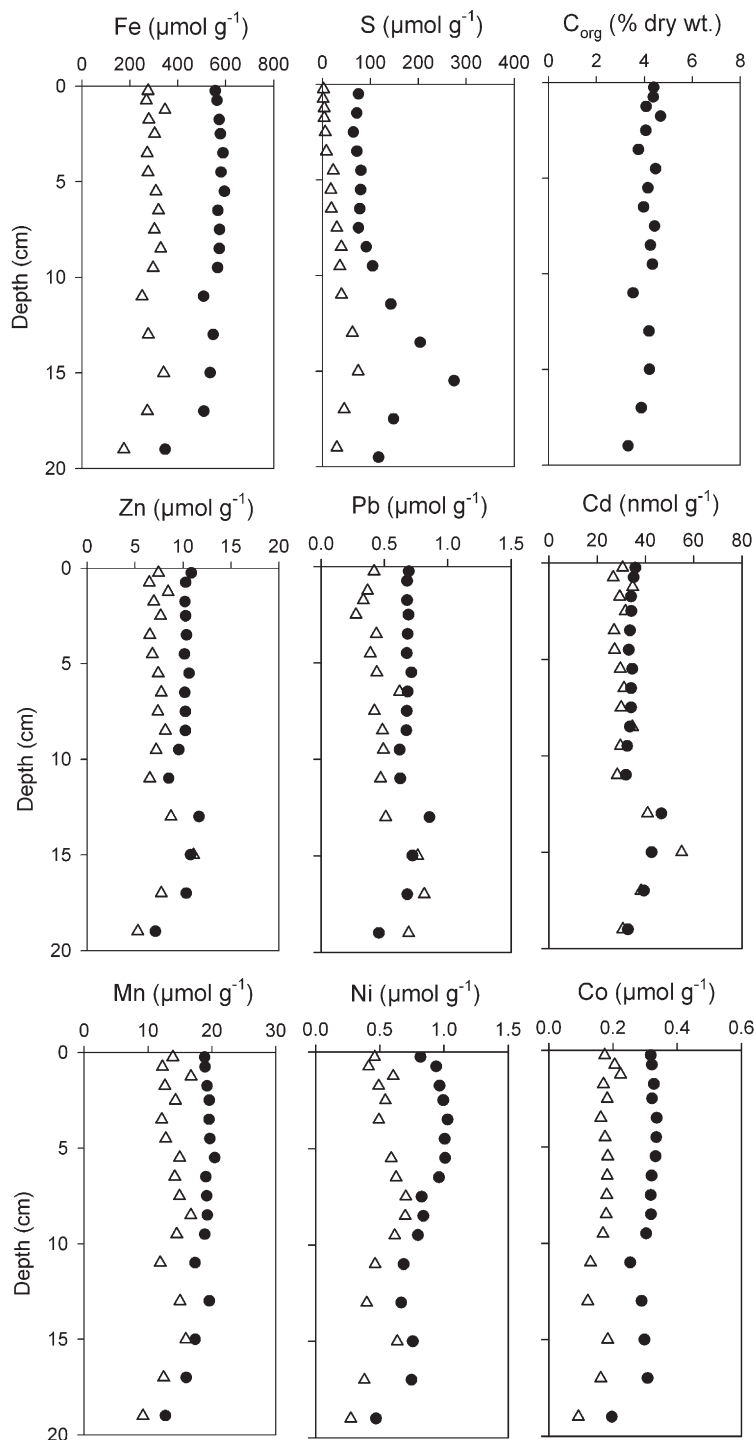 Fe (µmol g⁻¹) S (µmol g⁻¹) C_org (% dry wt.)
0 200 400 600 800 0 100 200 300 400 0 2 4 6 8
0
5
10
15
20
Depth (cm)
Zn (µmol g⁻¹) Pb (µmol g⁻¹) Cd (nmol g⁻¹)
0 5 10 15 20 0.0 0.5 1.0 1.5 0 20 40 60 80
0
5
10
15
20
Depth (cm)
Mn (µmol g⁻¹) Ni (µmol g⁻¹) Co (µmol g⁻¹)
0 10 20 30 0.0 0.5 1.0 1.5 0.0 0.2 0.4 0.6
0
5
10
15
20
Depth (cm)